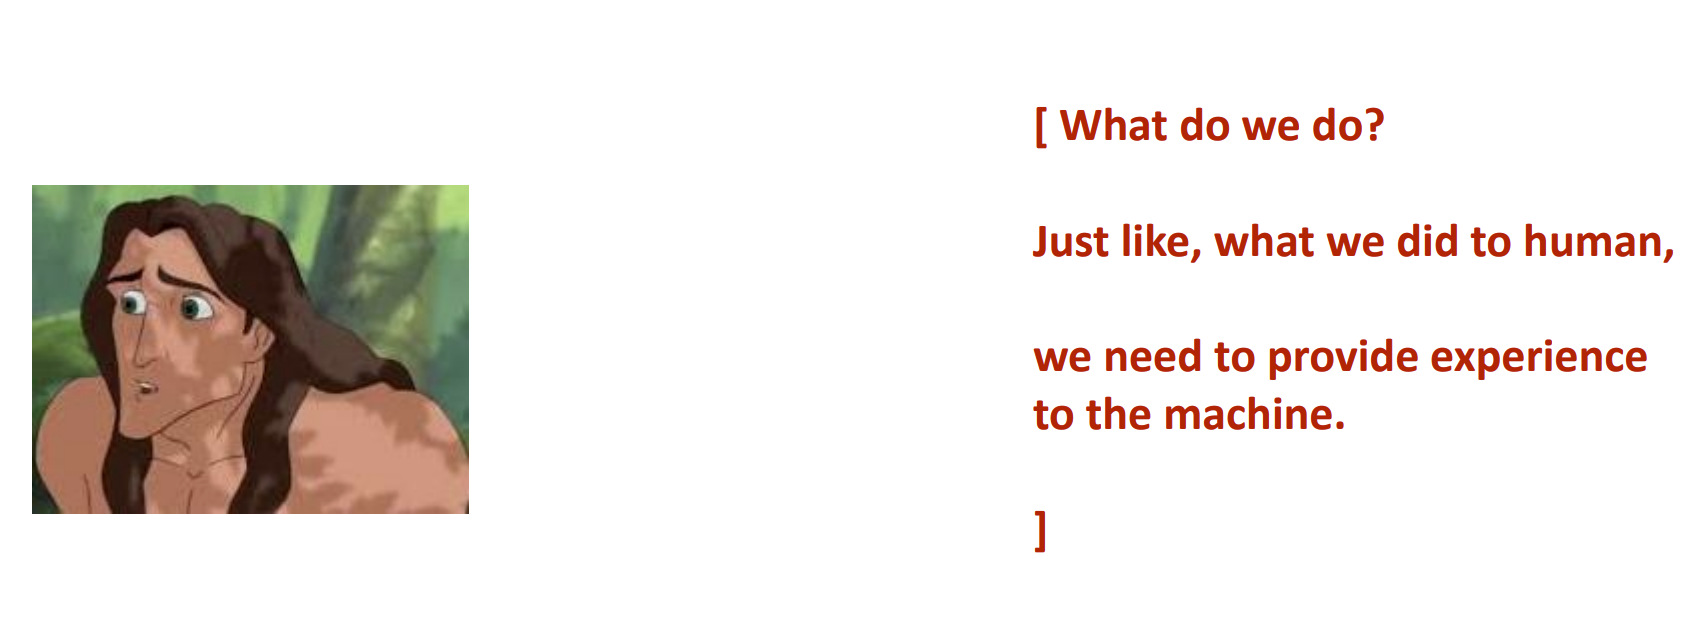 [ What do we do?
Just like, what we did to human,
we need to provide experience
to the machine.
]